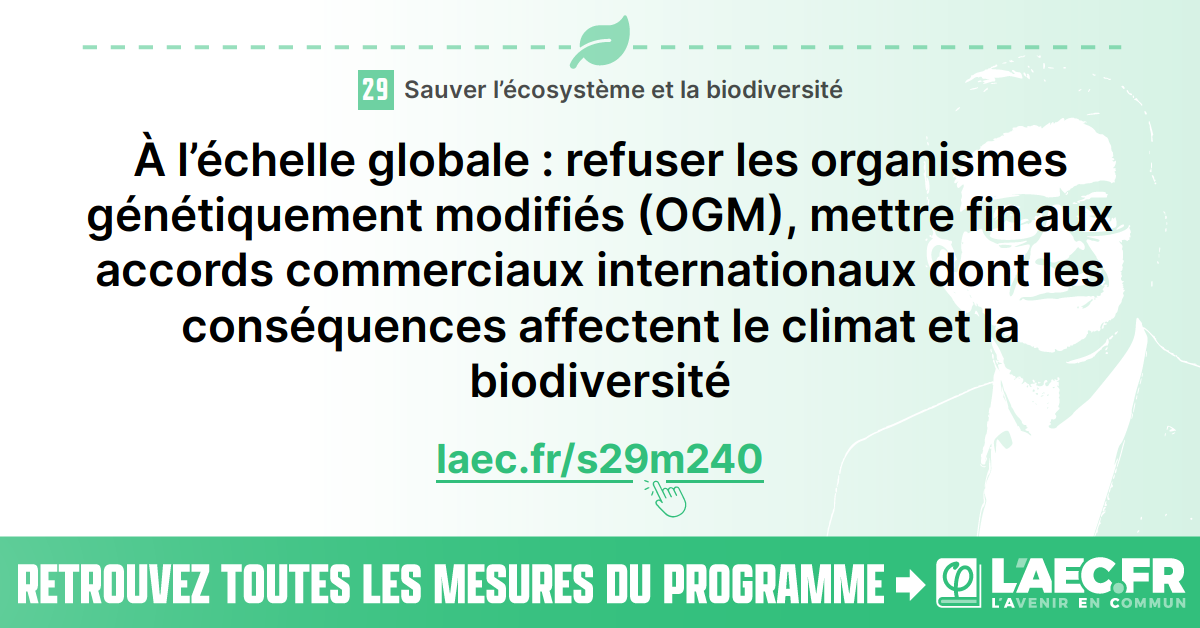 29 Sauver l’écosystème et la biodiversité
À l’échelle globale : refuser les organismes
génétiquement modifiés (OGM), mettre fin aux
accords commerciaux internationaux dont les
conséquences affectent le climat et la
biodiversité
laec.fr/s29m240
RETROUVEZ TOUTES LES MESURES DU PROGRAMME
L'AEC.FR
L'AVENIR EN COMMUN